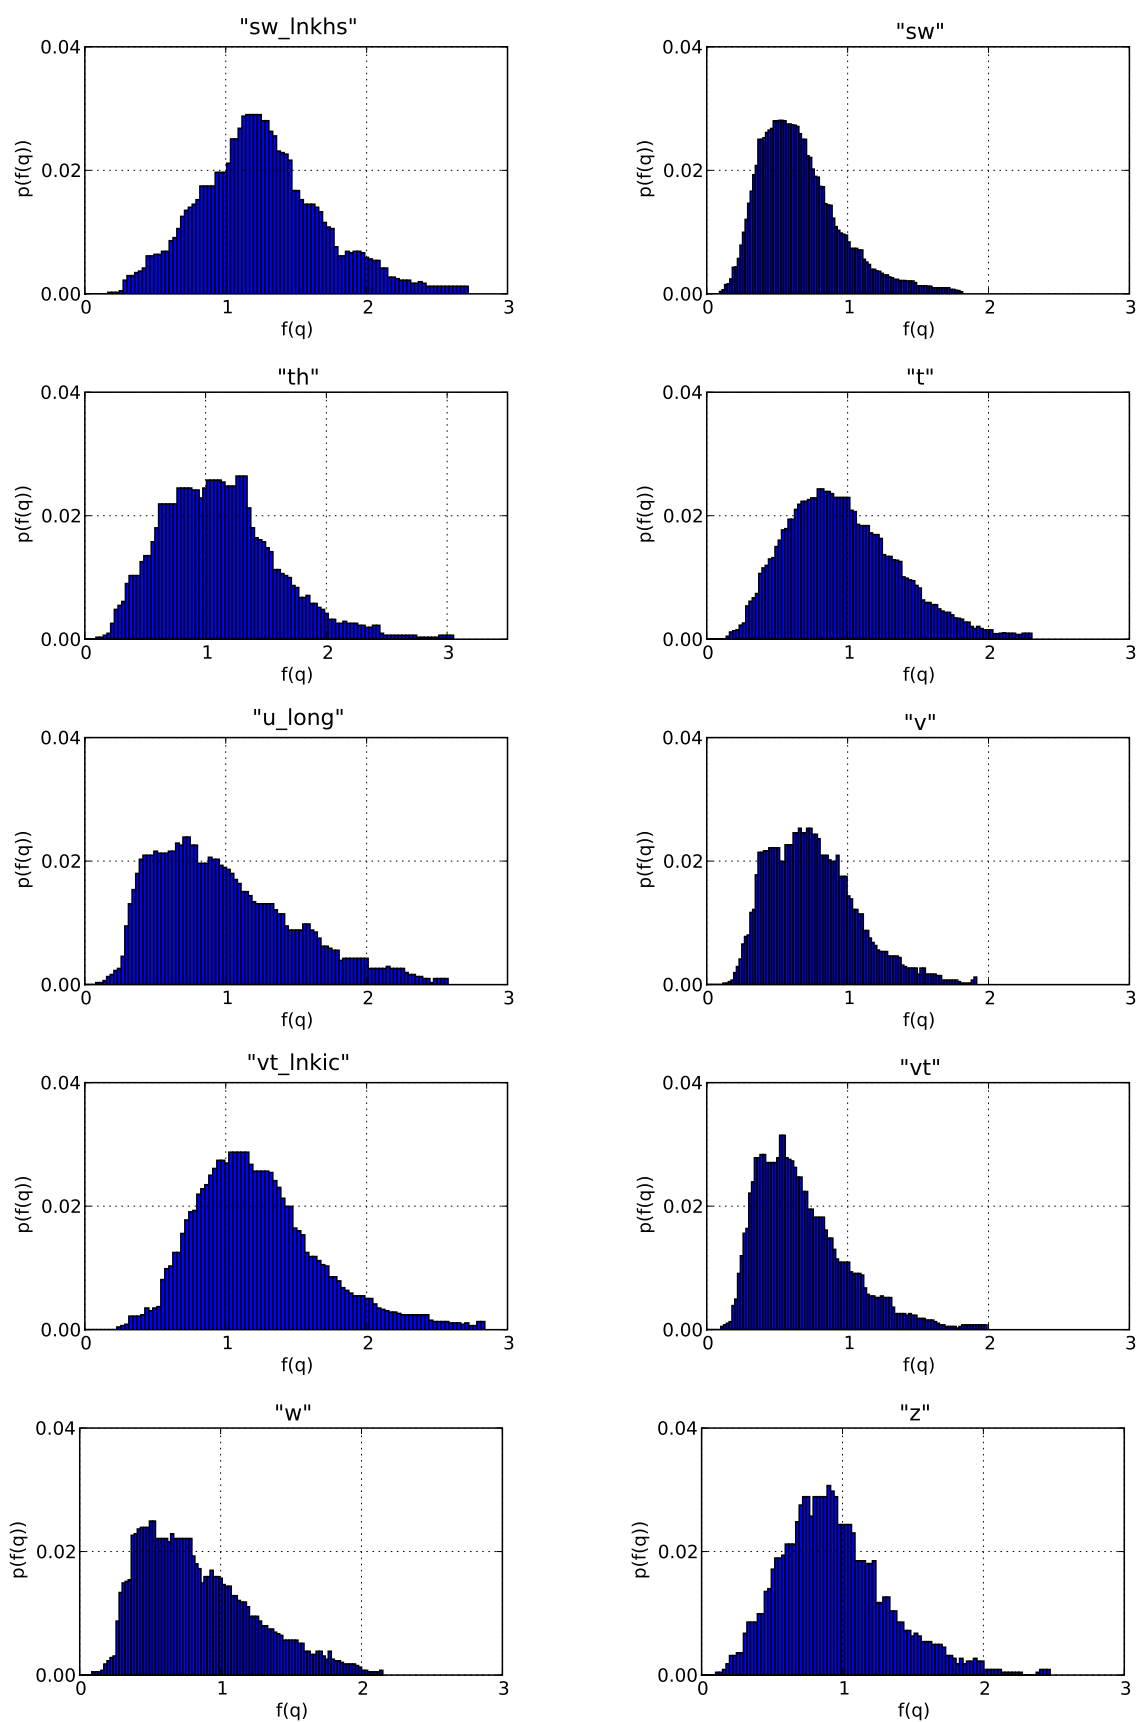 "sw_lnkhs"
0.04
0.02
0.00
p(f(q))
0 1 2 3
f(q)
"sw"
0.04
0.02
0.00
p(f(q))
0 1 2 3
f(q)
"th"
0.04
0.02
0.00
p(f(q))
0 1 2 3
f(q)
"t"
0.04
0.02
0.00
p(f(q))
0 1 2 3
f(q)
"u_long"
0.04
0.02
0.00
p(f(q))
0 1 2 3
f(q)
"v"
0.04
0.02
0.00
p(f(q))
0 1 2 3
f(q)
"vt_lnkic"
0.04
0.02
0.00
p(f(q))
0 1 2 3
f(q)
"vt"
0.04
0.02
0.00
p(f(q))
0 1 2 3
f(q)
"w"
0.04
0.02
0.00
p(f(q))
0 1 2 3
f(q)
"z"
0.04
0.02
0.00
p(f(q))
0 1 2 3
f(q)